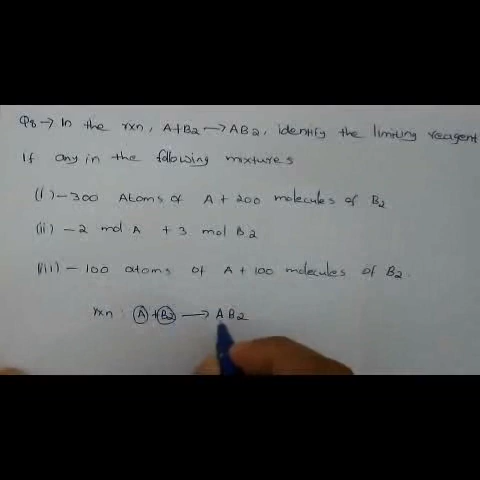 Q8 → In the rxn, A+B2 → AB2, identify the limiting reagent
If any in the following mixtures
(i) - 300 Atoms of A + 200 molecules of B2
(ii) - 2 mol A + 3 mol B2
(iii) - 100 atoms of A + 100 molecules of B2.
rxn : A + B2 → AB2